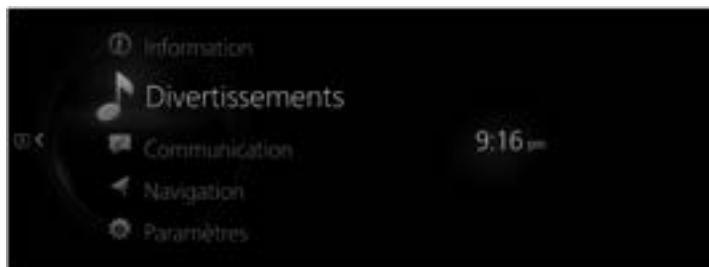 Information
Divertissements
Communication
9:16 pm
Navigation
Paramètres